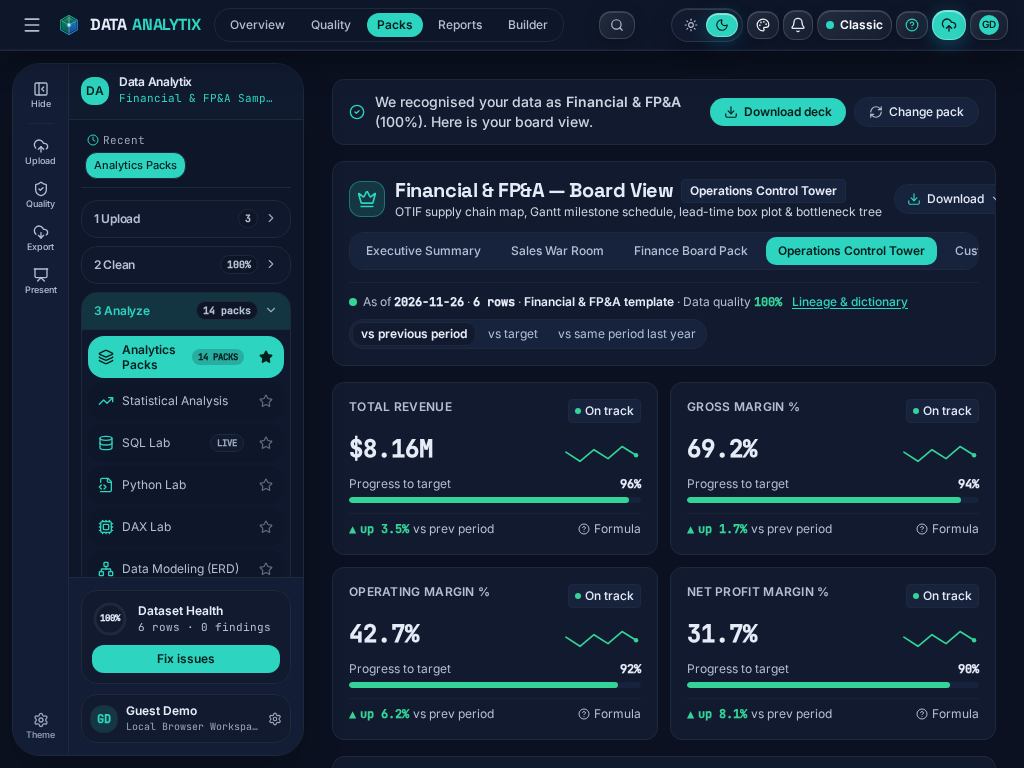 DATA ANALYTIX
Overview
Quality
Packs
Reports
Builder
Classic
GD
Hide
Upload
Quality
Export
Present
Theme
DA
Data Analytix
Financial & FP&A Samp…
Recent
Analytics Packs
1 Upload 3
2 Clean 100%
3 Analyze 14 packs
Analytics Packs 14 PACKS
Statistical Analysis
SQL Lab LIVE
Python Lab
DAX Lab
Data Modeling (ERD)
100%
Dataset Health
6 rows · 0 findings
Fix issues
GD
Guest Demo
Local Browser Workspa…
We recognised your data as Financial & FP&A
(100%). Here is your board view.
Download deck
Change pack
Financial & FP&A — Board View
Operations Control Tower
OTIF supply chain map, Gantt milestone schedule, lead-time box plot & bottleneck tree
Download
Executive Summary
Sales War Room
Finance Board Pack
Operations Control Tower
Cus
As of 2026-11-26 · 6 rows · Financial & FP&A template · Data quality 100% Lineage & dictionary
vs previous period
vs target
vs same period last year
TOTAL REVENUE
On track
$8.16M
Progress to target 96%
▲ up 3.5% vs prev period
Formula
GROSS MARGIN %
On track
69.2%
Progress to target 94%
▲ up 1.7% vs prev period
Formula
OPERATING MARGIN %
On track
42.7%
Progress to target 92%
▲ up 6.2% vs prev period
Formula
NET PROFIT MARGIN %
On track
31.7%
Progress to target 90%
▲ up 8.1% vs prev period
Formula